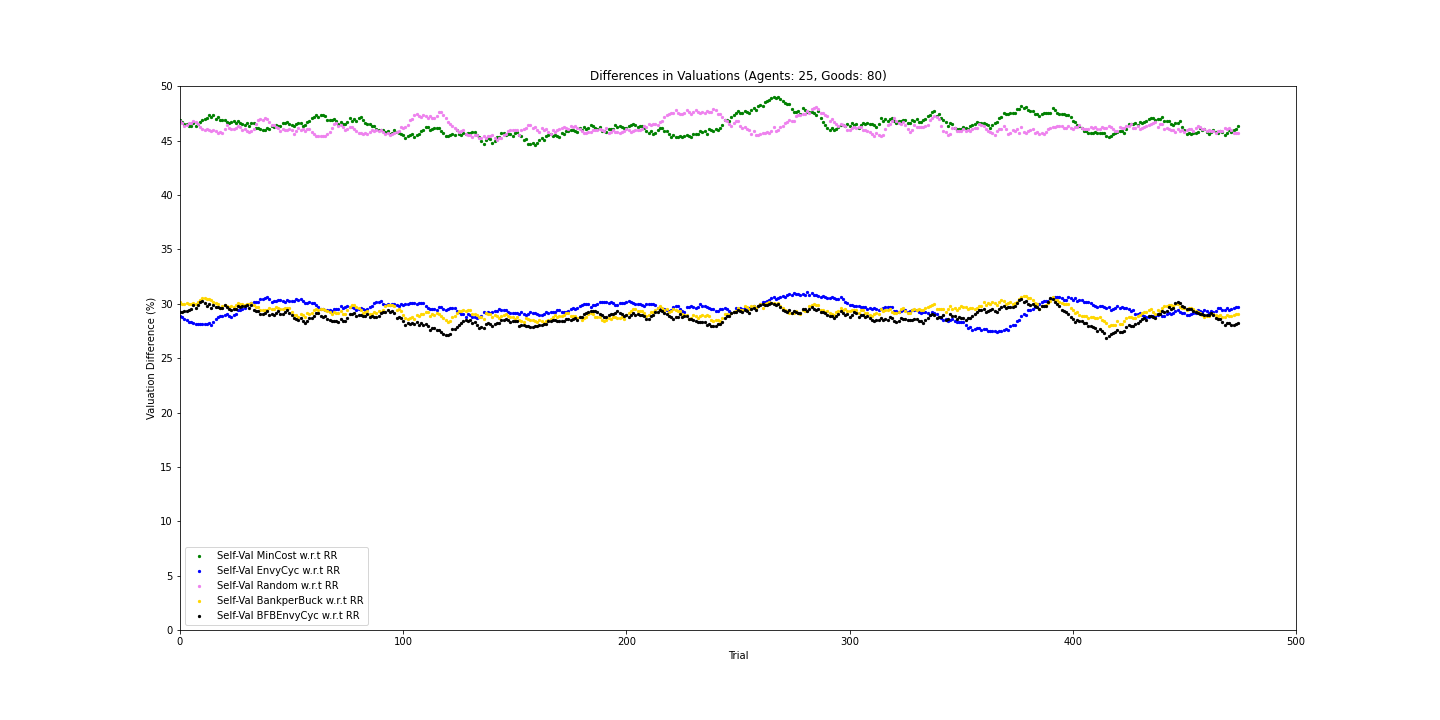 Differences in Valuations (Agents: 25, Goods: 80)
50
45
40
35
30
25
20
15
10
5
0
Valuation Difference (%)
Self-Val MinCost w.r.t RR
Self-Val EnvyCyc w.r.t RR
Self-Val Random w.r.t RR
Self-Val BankperBuck w.r.t RR
Self-Val BFBEnvyCyc w.r.t RR
0 100 200 300 400 500
Trial